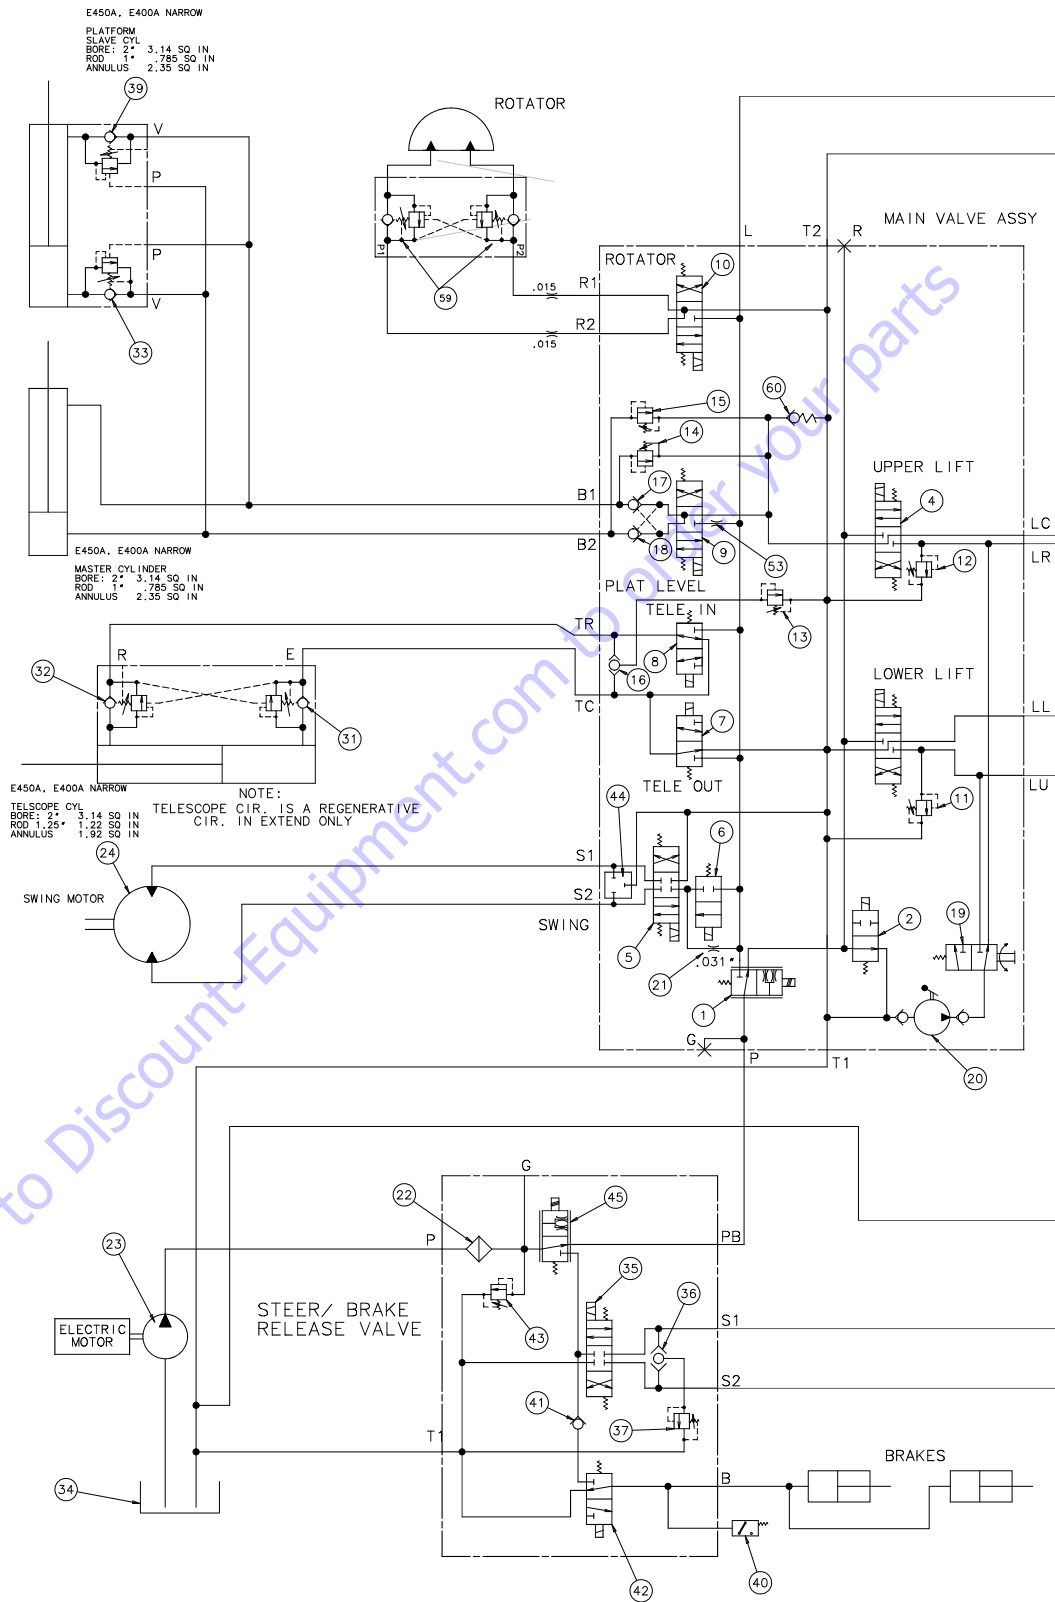 E450A, E400A NARROW
PLATFORM
SLAVE CYL
BORE: 2" 3.14 SQ IN
ROD 1" .785 SQ IN
ANNULUS 2.35 SQ IN
39
V
P
P
V
33
ROTATOR
P1
P2
59
MAIN VALVE ASSY
L
T2
R
ROTATOR
10
.015
R1
R2
.015
60
15
14
UPPER LIFT
4
B1
17
LC
B2
18
9
53
12
LR
E450A, E400A NARROW
MASTER CYLINDER
BORE: 2" 3.14 SQ IN
ROD 1" .785 SQ IN
ANNULUS 2.35 SQ IN
PLAT LEVEL
TELE IN
TR
13
8
16
R
E
32
31
LOWER LIFT
TC
7
LL
LU
TELE OUT
11
E450A, E400A NARROW
TELSCOPE CYL
BORE: 2" 3.14 SQ IN
ROD 1.25" 1.22 SQ IN
ANNULUS 1.92 SQ IN
NOTE:
TELESCOPE CIR. IS A REGENERATIVE
CIR. IN EXTEND ONLY
44
6
24
S1
SWING MOTOR
S2
SWING
5
2
19
21
.031"
1
G
P
T1
20
G
22
45
P
PB
23
35
36
STEER/ BRAKE
RELEASE VALVE
43
S1
ELECTRIC
MOTOR
S2
41
37
T1
BRAKES
34
B
40
42
to Discount-Equipment.com to order your parts